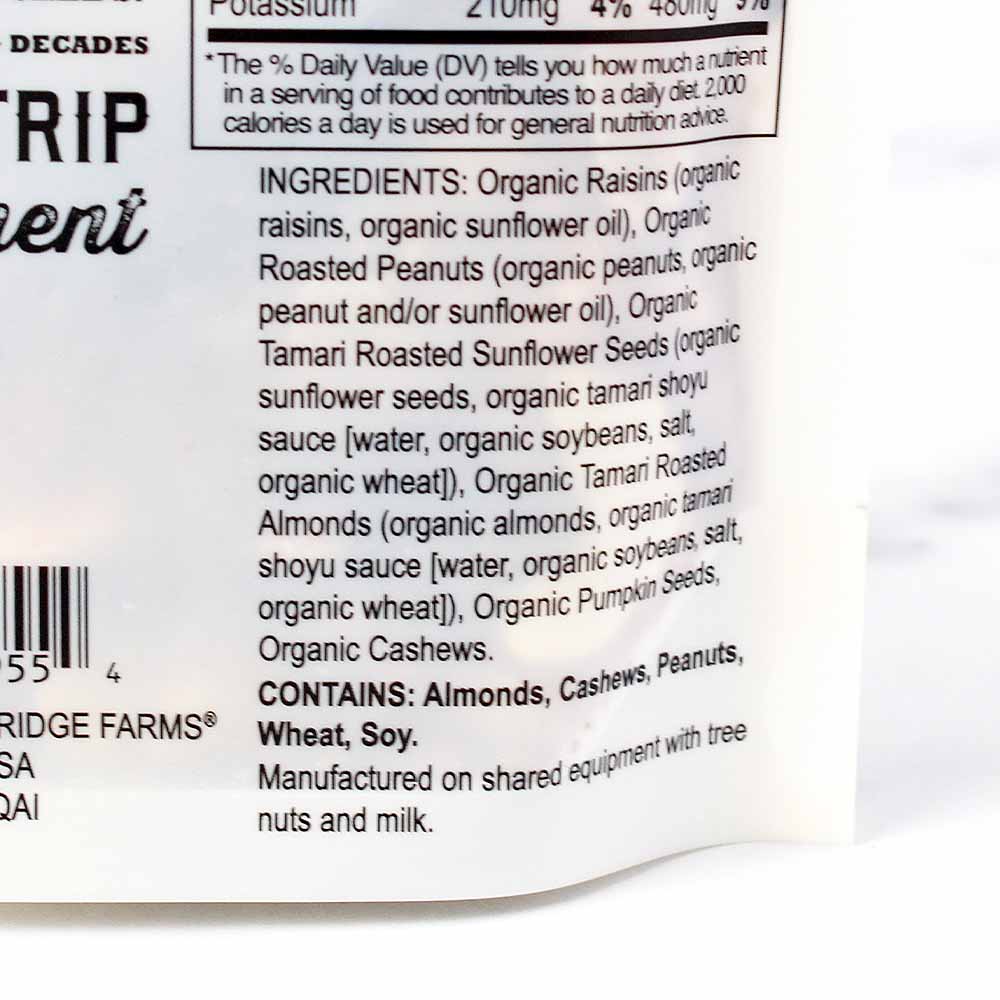 Potassium 210mg 4% 480mg 9%
DECADES
*The % Daily Value (DV) tells you how much a nutrient
in a serving of food contributes to a daily diet. 2,000
calories a day is used for general nutrition advice.
TRIP
INGREDIENTS: Organic Raisins (organic
raisins, organic sunflower oil), Organic
Roasted Peanuts (organic peanuts, organic
peanut and/or sunflower oil), Organic
Tamari Roasted Sunflower Seeds (organic
sunflower seeds, organic tamari shoyu
sauce [water, organic soybeans, salt,
organic wheat]), Organic Tamari Roasted
Almonds (organic almonds, organic tamari
shoyu sauce [water, organic soybeans, salt,
organic wheat]), Organic Pumpkin Seeds,
Organic Cashews.
CONTAINS: Almonds, Cashews, Peanuts,
Wheat, Soy.
Manufactured on shared equipment with tree
nuts and milk.
55 4
RIDGE FARMS®
SA
QAI